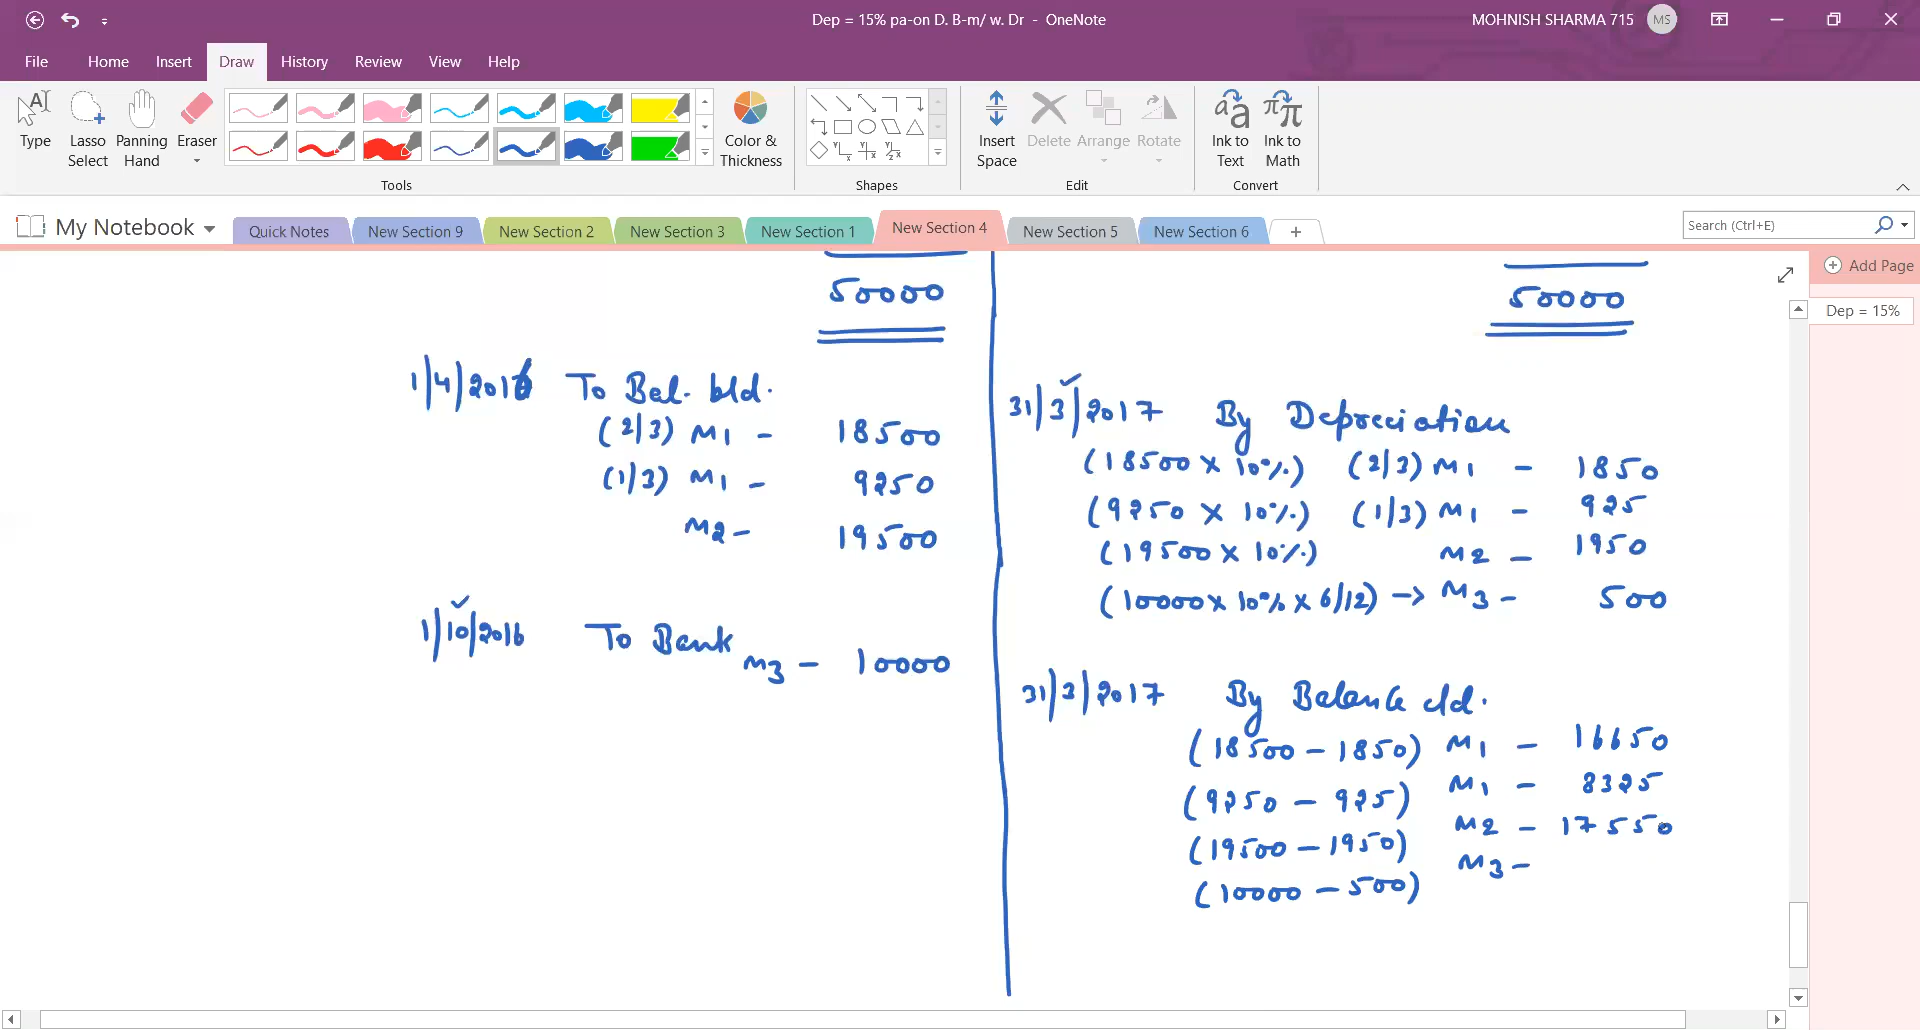 Dep = 15% pa-on D. B-m/ w. Dr - OneNote
MOHNISH SHARMA 715
MS
File
Home
Insert
Draw
History
Review
View
Help
Type
Lasso Select
Panning Hand
Eraser
Color & Thickness
Insert Space
Delete
Arrange
Rotate
Ink to Text
Ink to Math
Tools
Shapes
Edit
Convert
My Notebook
Quick Notes
New Section 9
New Section 2
New Section 3
New Section 1
New Section 4
New Section 5
New Section 6
Search (Ctrl+E)
Add Page
Dep = 15%
50000
1/4/2016 To Bal. bld.
(2/3) M1 - 18500
(1/3) M1 - 9250
M2 - 19500
1/10/2016 To Bank
M3 - 10000
50000
31/3/2017 By Depreciation
(18500 x 10%) (2/3) M1 - 1850
(9250 x 10%) (1/3) M1 - 925
(19500 x 10%) M2 - 1950
(10000 x 10% x 6/12) -> M3 - 500
31/3/2017 By Balance c/d.
(18500 - 1850) M1 - 16650
(9250 - 925) M1 - 8325
(19500 - 1950) M2 - 17550
(10000 - 500) M3 -